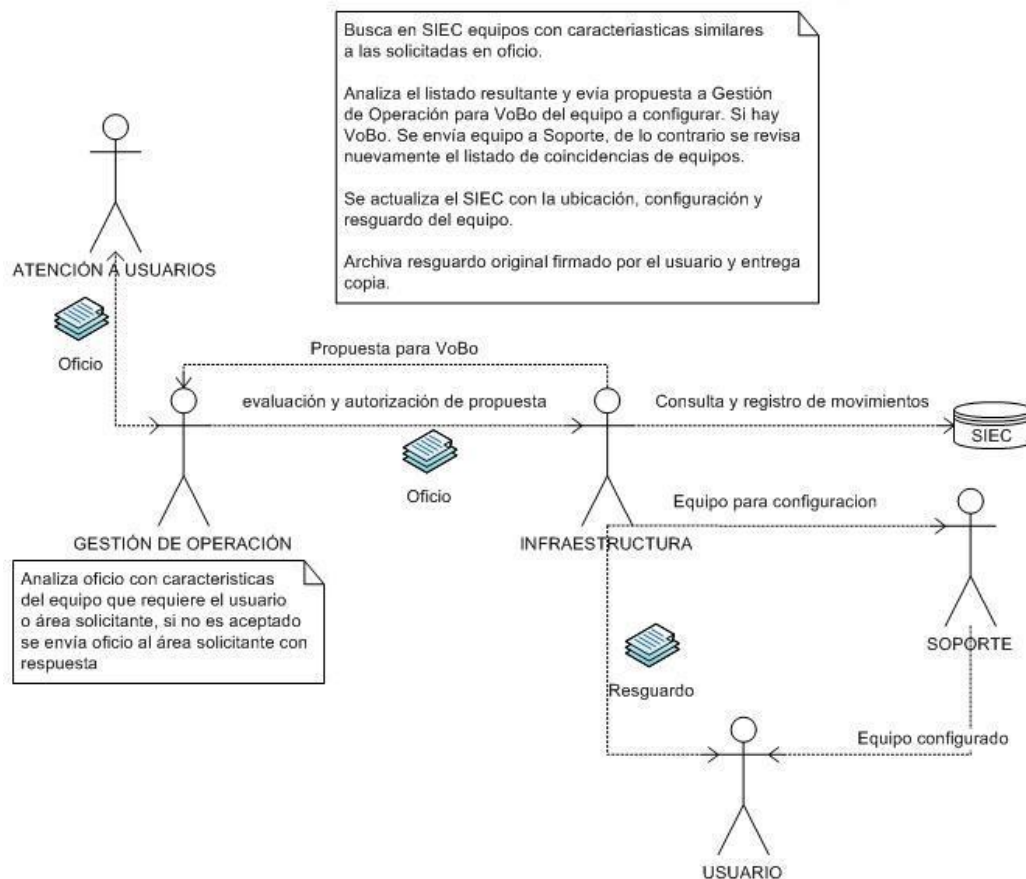 Busca en SIEC equipos con caracteriasticas similares
a las solicitadas en oficio.
Analiza el listado resultante y evía propuesta a Gestión
de Operación para VoBo del equipo a configurar. Si hay
VoBo. Se envía equipo a Soporte, de lo contrario se revisa
nuevamente el listado de coincidencias de equipos.
Se actualiza el SIEC con la ubicación, configuración y
resguardo del equipo.
Archiva resguardo original firmado por el usuario y entrega
copia.
ATENCIÓN A USUARIOS
Oficio
Propuesta para VoBo
evaluación y autorización de propuesta
Consulta y registro de movimientos
SIEC
Oficio
Equipo para configuracion
GESTIÓN DE OPERACIÓN
INFRAESTRUCTURA
Analiza oficio con caracteristicas
del equipo que requiere el usuario
o área solicitante, si no es aceptado
se envía oficio al área solicitante con
respuesta
SOPORTE
Resguardo
Equipo configurado
USUARIO